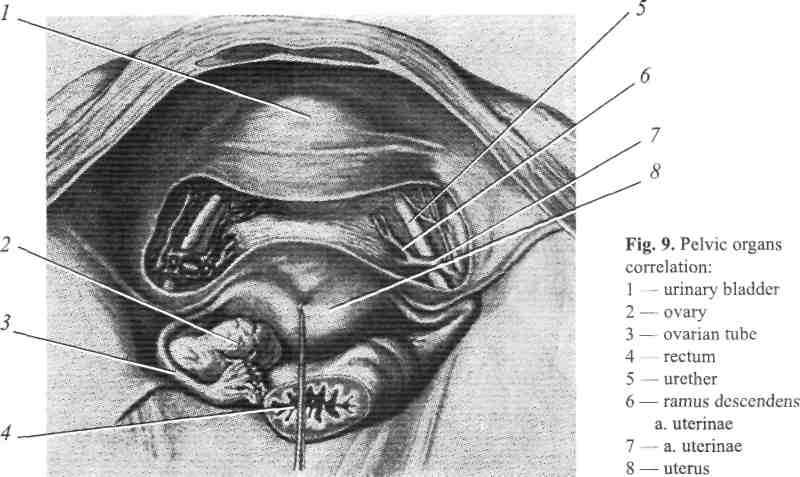 1
5
6
7
8
2
3
4
Fig. 9. Pelvic organs
correlation:
1 — urinary bladder
2 — ovary
3 — ovarian tube
4 — rectum
5 — urether
6 — ramus descendens
a. uterinae
7 — a. uterinae
8 — uterus